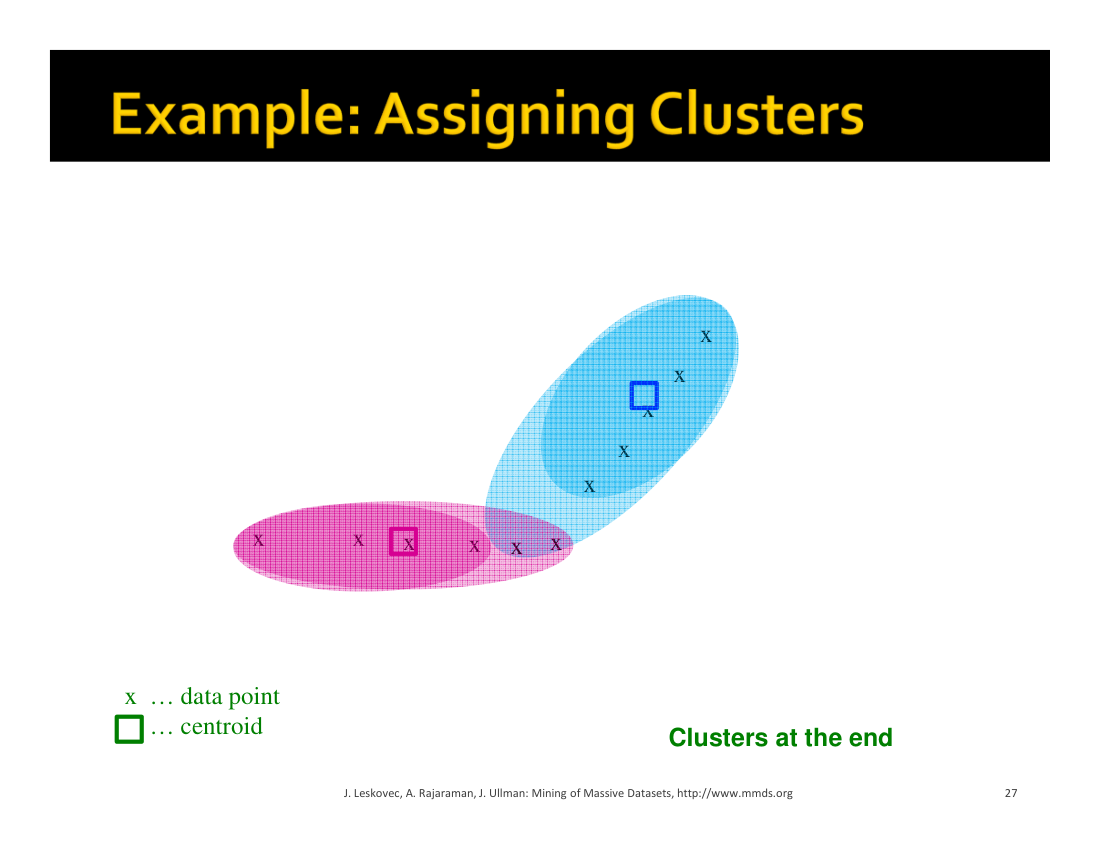 Example: Assigning Clusters
x
x
x
x
x
x x x x x x
x … data point
… centroid
Clusters at the end
J. Leskovec, A. Rajaraman, J. Ullman: Mining of Massive Datasets, http://www.mmds.org
27